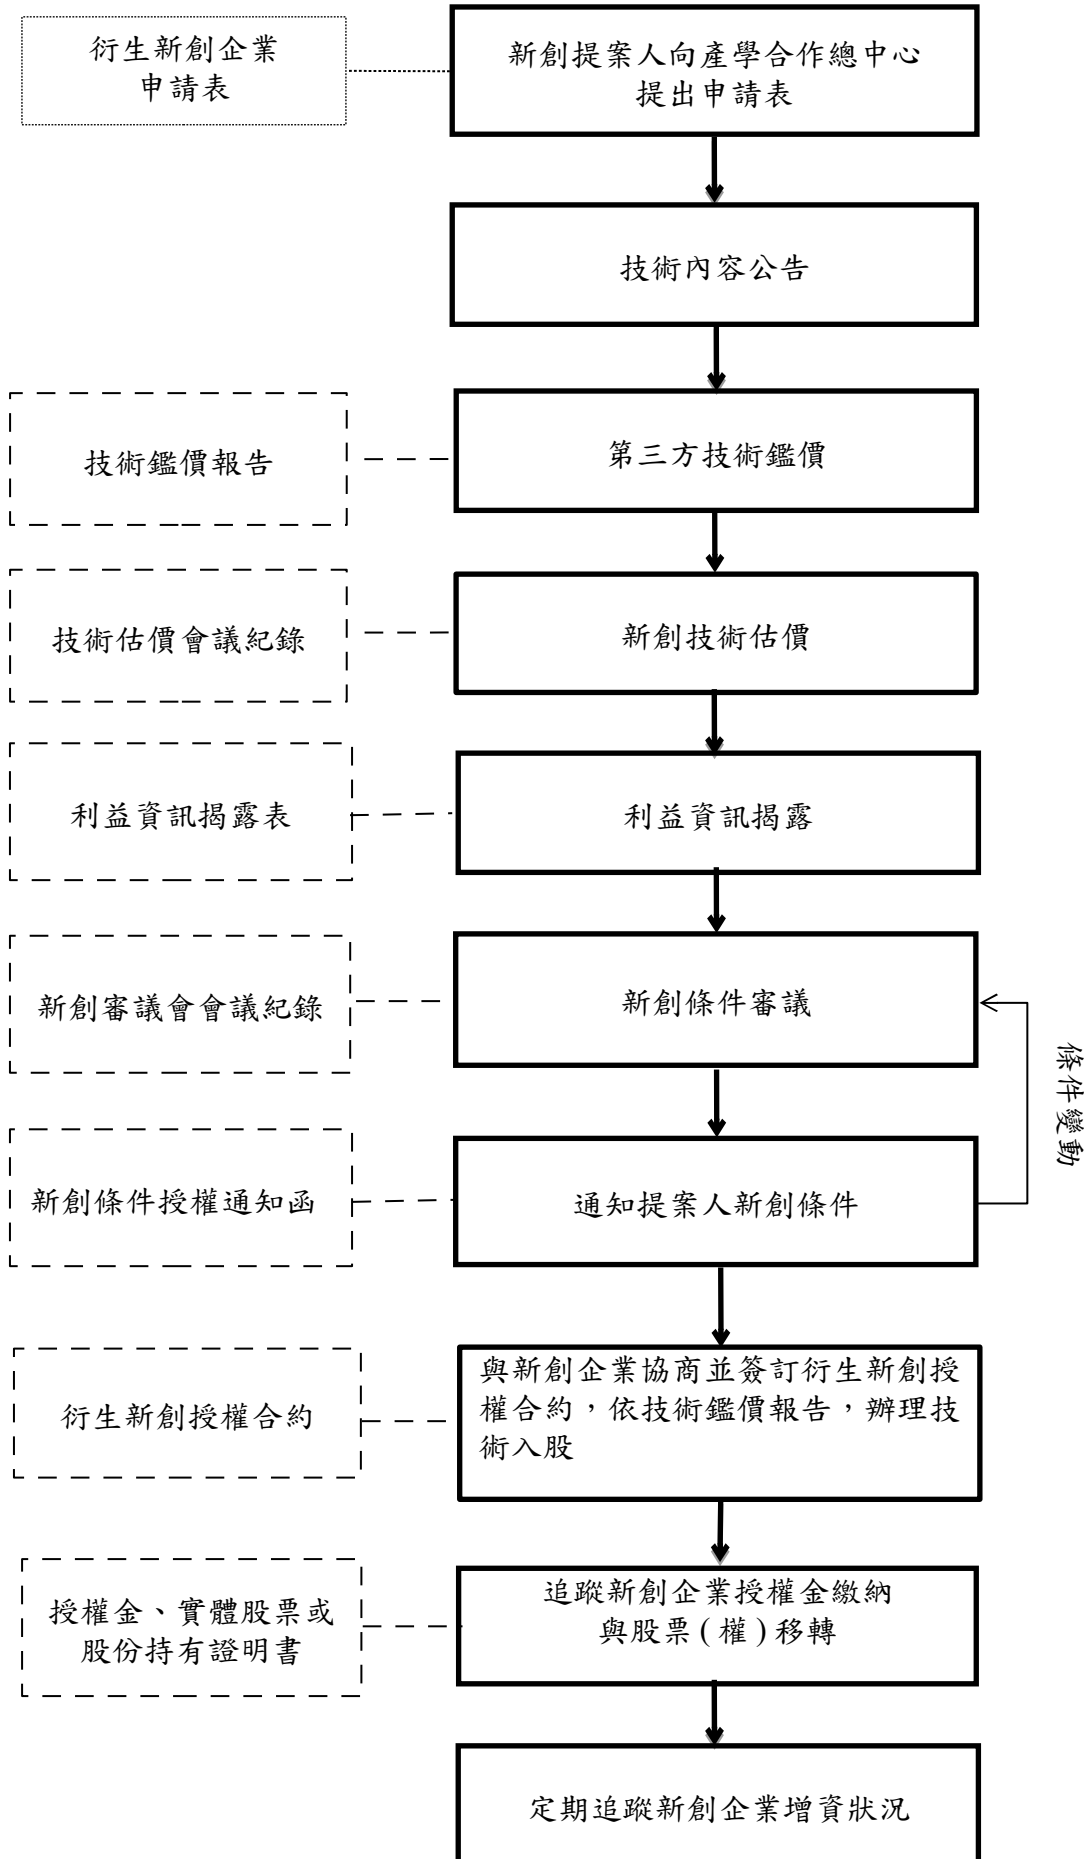 衍生新創企業
申請表
新創提案人向產學合作總中心
提出申請表
技術內容公告
技術鑑價報告
第三方技術鑑價
技術估價會議紀錄
新創技術估價
利益資訊揭露表
利益資訊揭露
新創審議會會議紀錄
新創條件審議
條件變動
新創條件授權通知函
通知提案人新創條件
衍生新創授權合約
與新創企業協商並簽訂衍生新創授
權合約，依技術鑑價報告，辦理技
術入股
授權金、實體股票或
股份持有證明書
追蹤新創企業授權金繳納
與股票(權)移轉
定期追蹤新創企業增資狀況